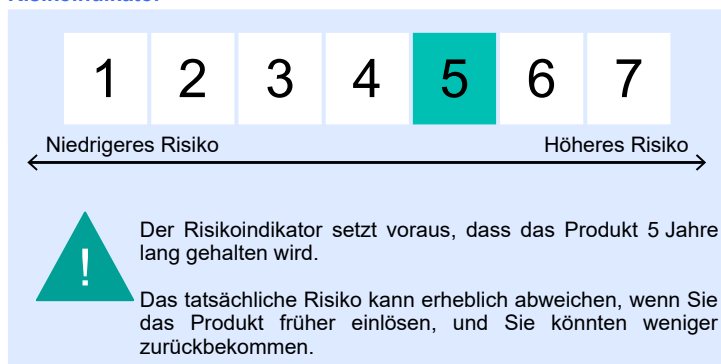 Risikoindikator
1 2 3 4 5 6 7
Niedrigeres Risiko Höheres Risiko
!
Der Risikoindikator setzt voraus, dass das Produkt 5 Jahre
lang gehalten wird.
Das tatsächliche Risiko kann erheblich abweichen, wenn Sie
das Produkt früher einlösen, und Sie könnten weniger
zurückbekommen.